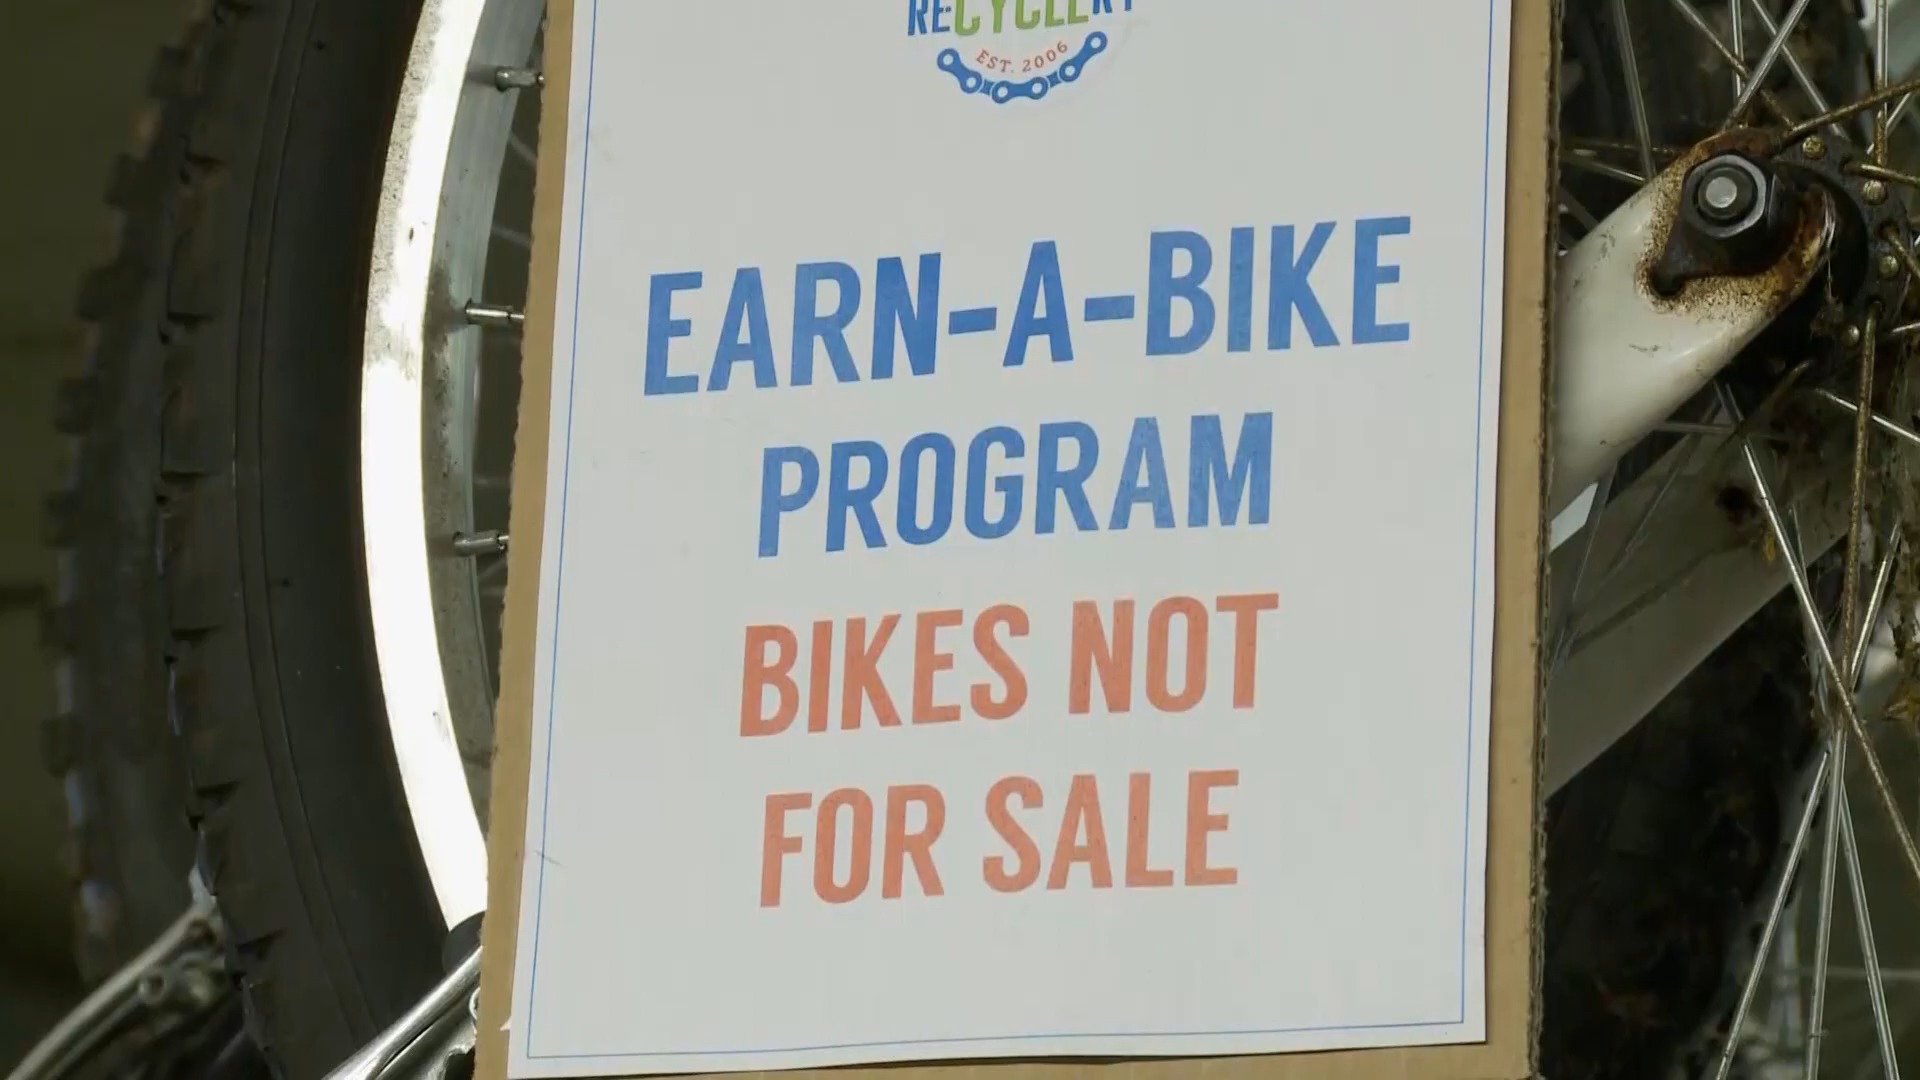 RECYCLERY
EST. 2006
EARN-A-BIKE
PROGRAM
BIKES NOT
FOR SALE